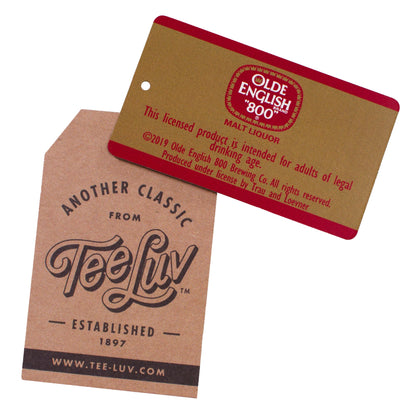 OLDE
ENGLISH
BRAND
"800"
MALT LIQUOR
This licensed product is intended for adults of legal
drinking age.
©2019 Olde English 800 Brewing Co. All rights reserved.
Produced under license by Trau and Loevner
ANOTHER CLASSIC
FROM
TeeLuv™
ESTABLISHED
1897
WWW.TEE-LUV.COM